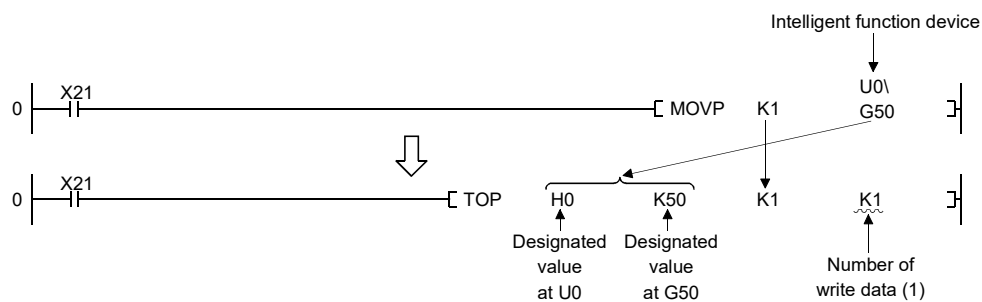 Intelligent function device
X21
U0\
0
MOVP K1 G50
X21
0
TOP H0 K50 K1 K1
Designated
value
at U0
Designated
value
at G50
Number of
write data (1)